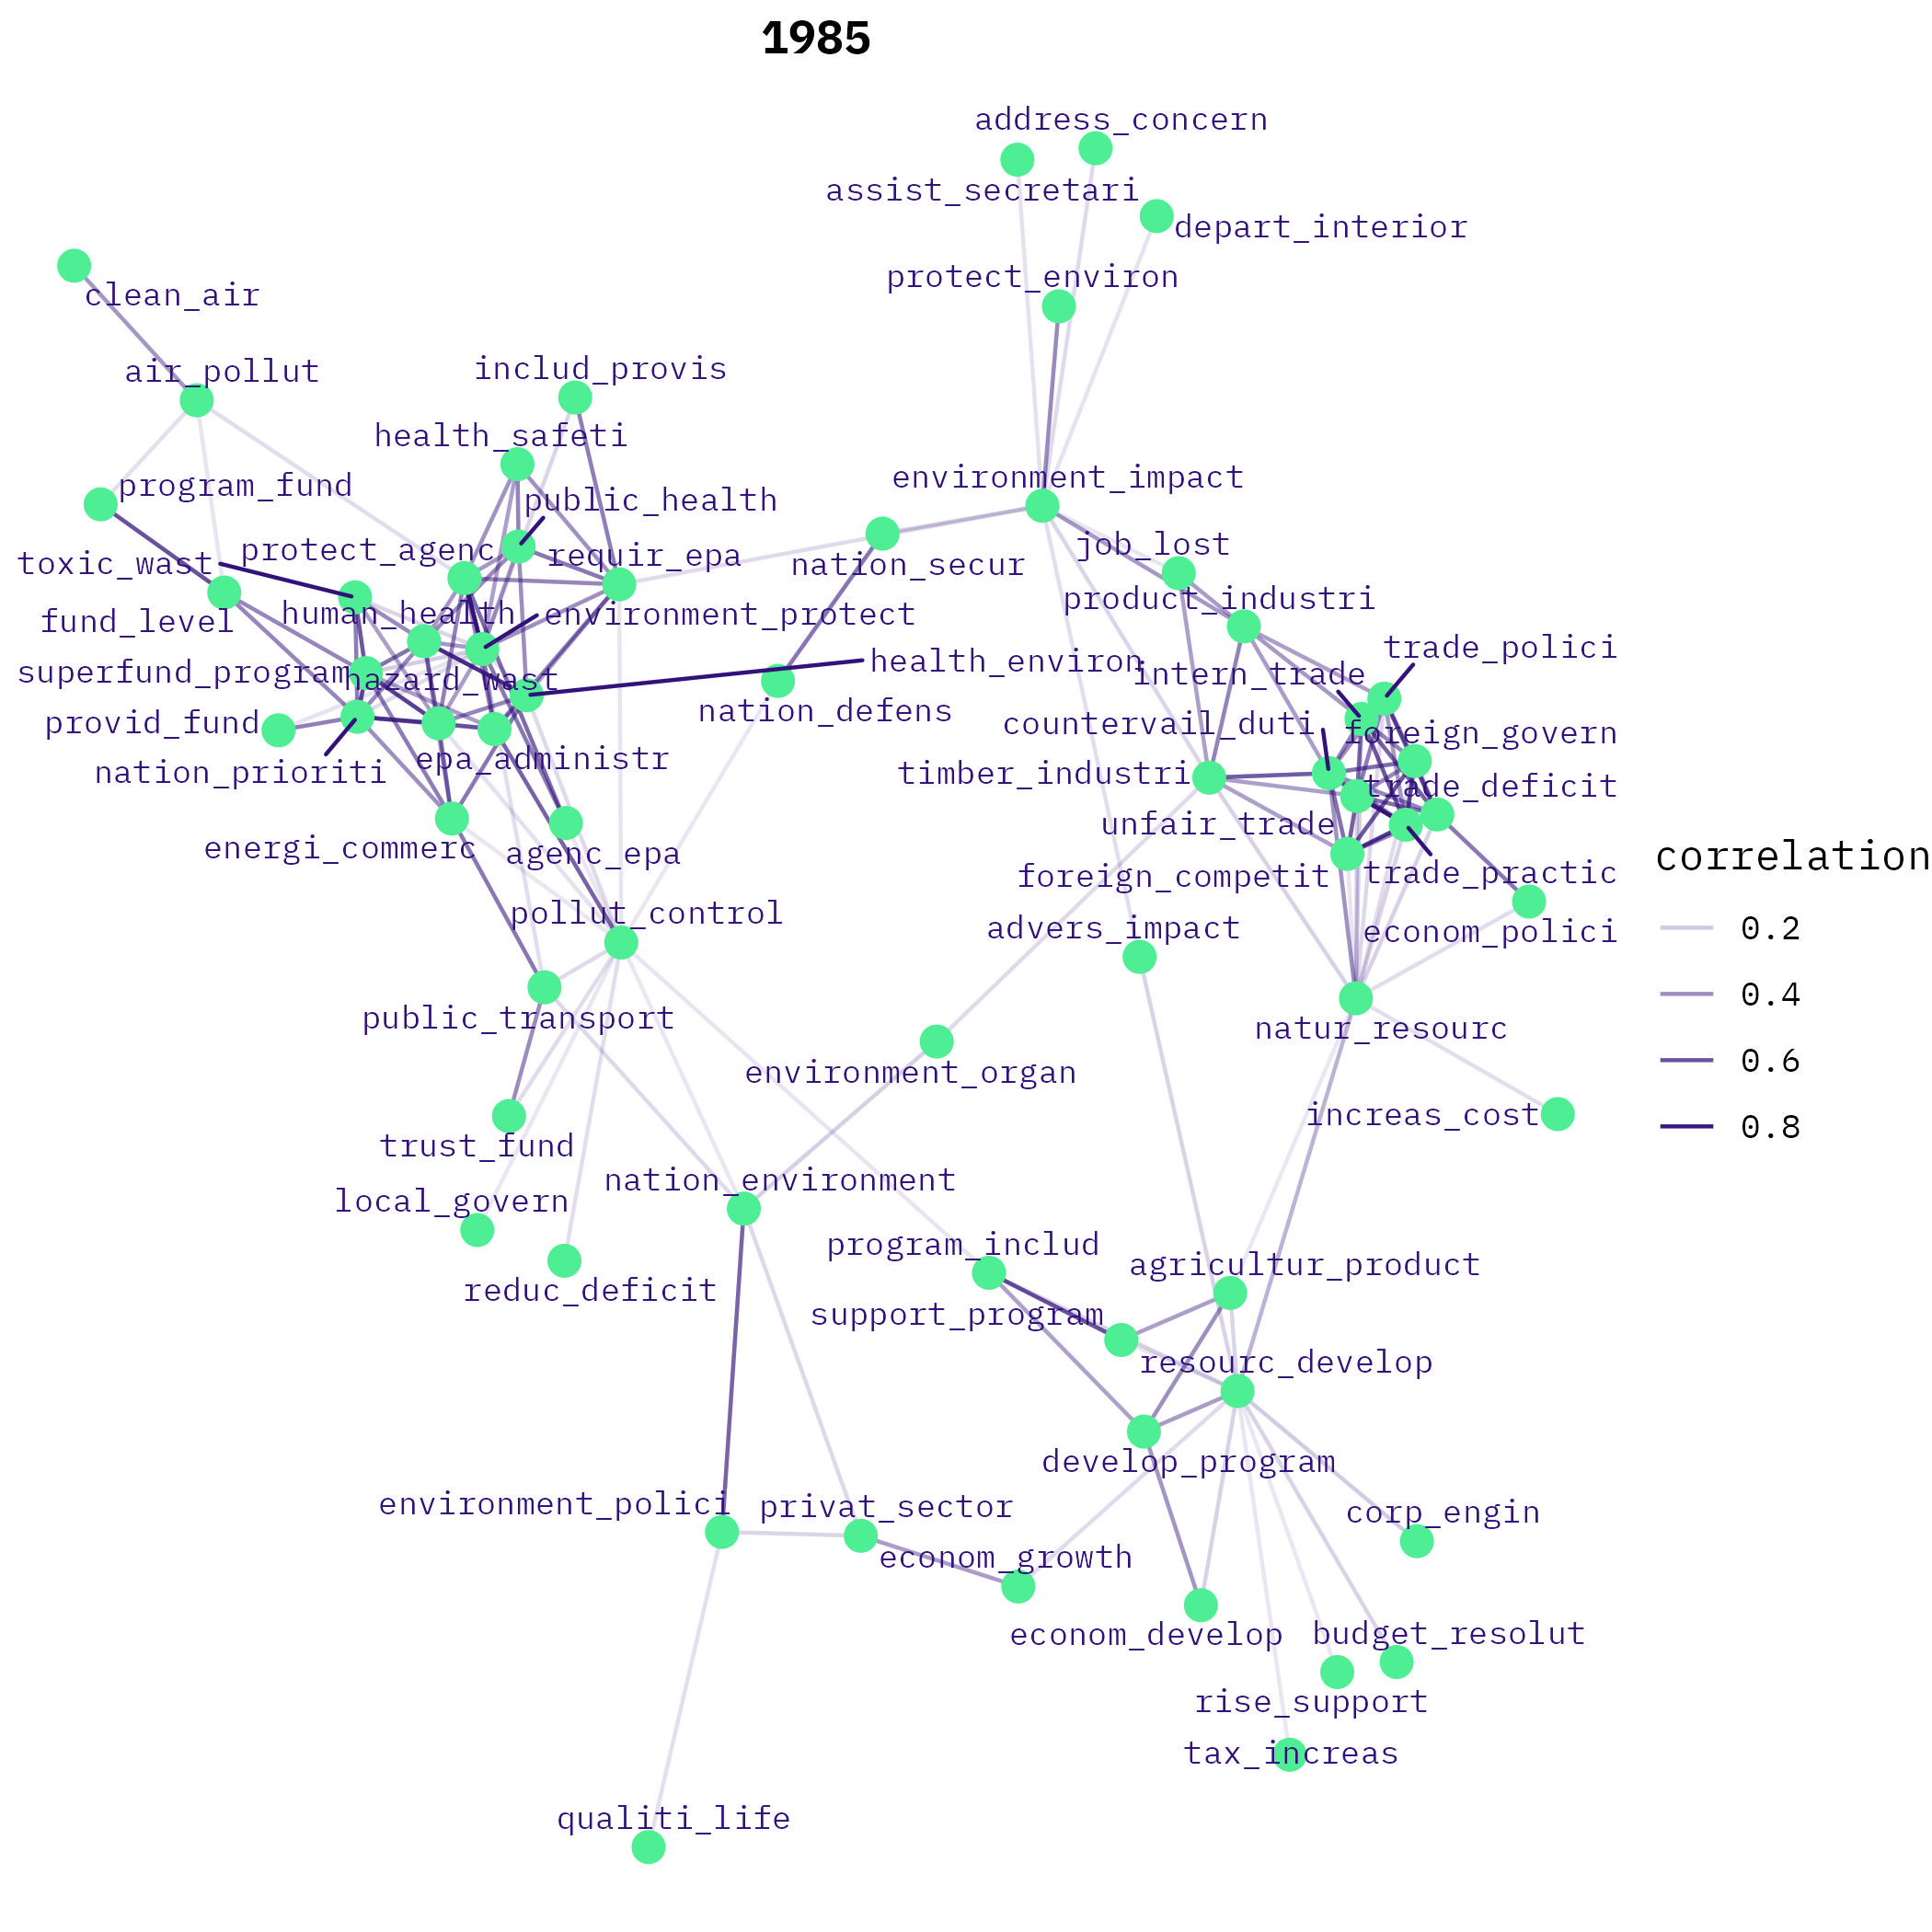 1985
address_concern
assist_secretari
depart_interior
protect_environ
clean_air
air_pollut
includ_provis
health_safeti
environment_impact
program_fund
public_health
job_lost
protect_agenc
requir_epa
toxic_wast
nation_secur
product_industri
human_health
environment_protect
fund_level
trade_polici
health_environ
superfund_program
hazard_wast
intern_trade
nation_defens
provid_fund
countervail_duti
foreign_govern
epa_administr
nation_prioriti
timber_industri
trade_deficit
unfair_trade
energi_commerc
agenc_epa
foreign_competit
trade_practic
correlation
pollut_control
advers_impact
econom_polici
0.2
0.4
0.6
0.8
public_transport
natur_resourc
environment_organ
increas_cost
trust_fund
nation_environment
local_govern
program_includ
agricultur_product
reduc_deficit
support_program
resourc_develop
develop_program
environment_polici
privat_sector
corp_engin
econom_growth
econom_develop
budget_resolut
rise_support
tax_increas
qualiti_life